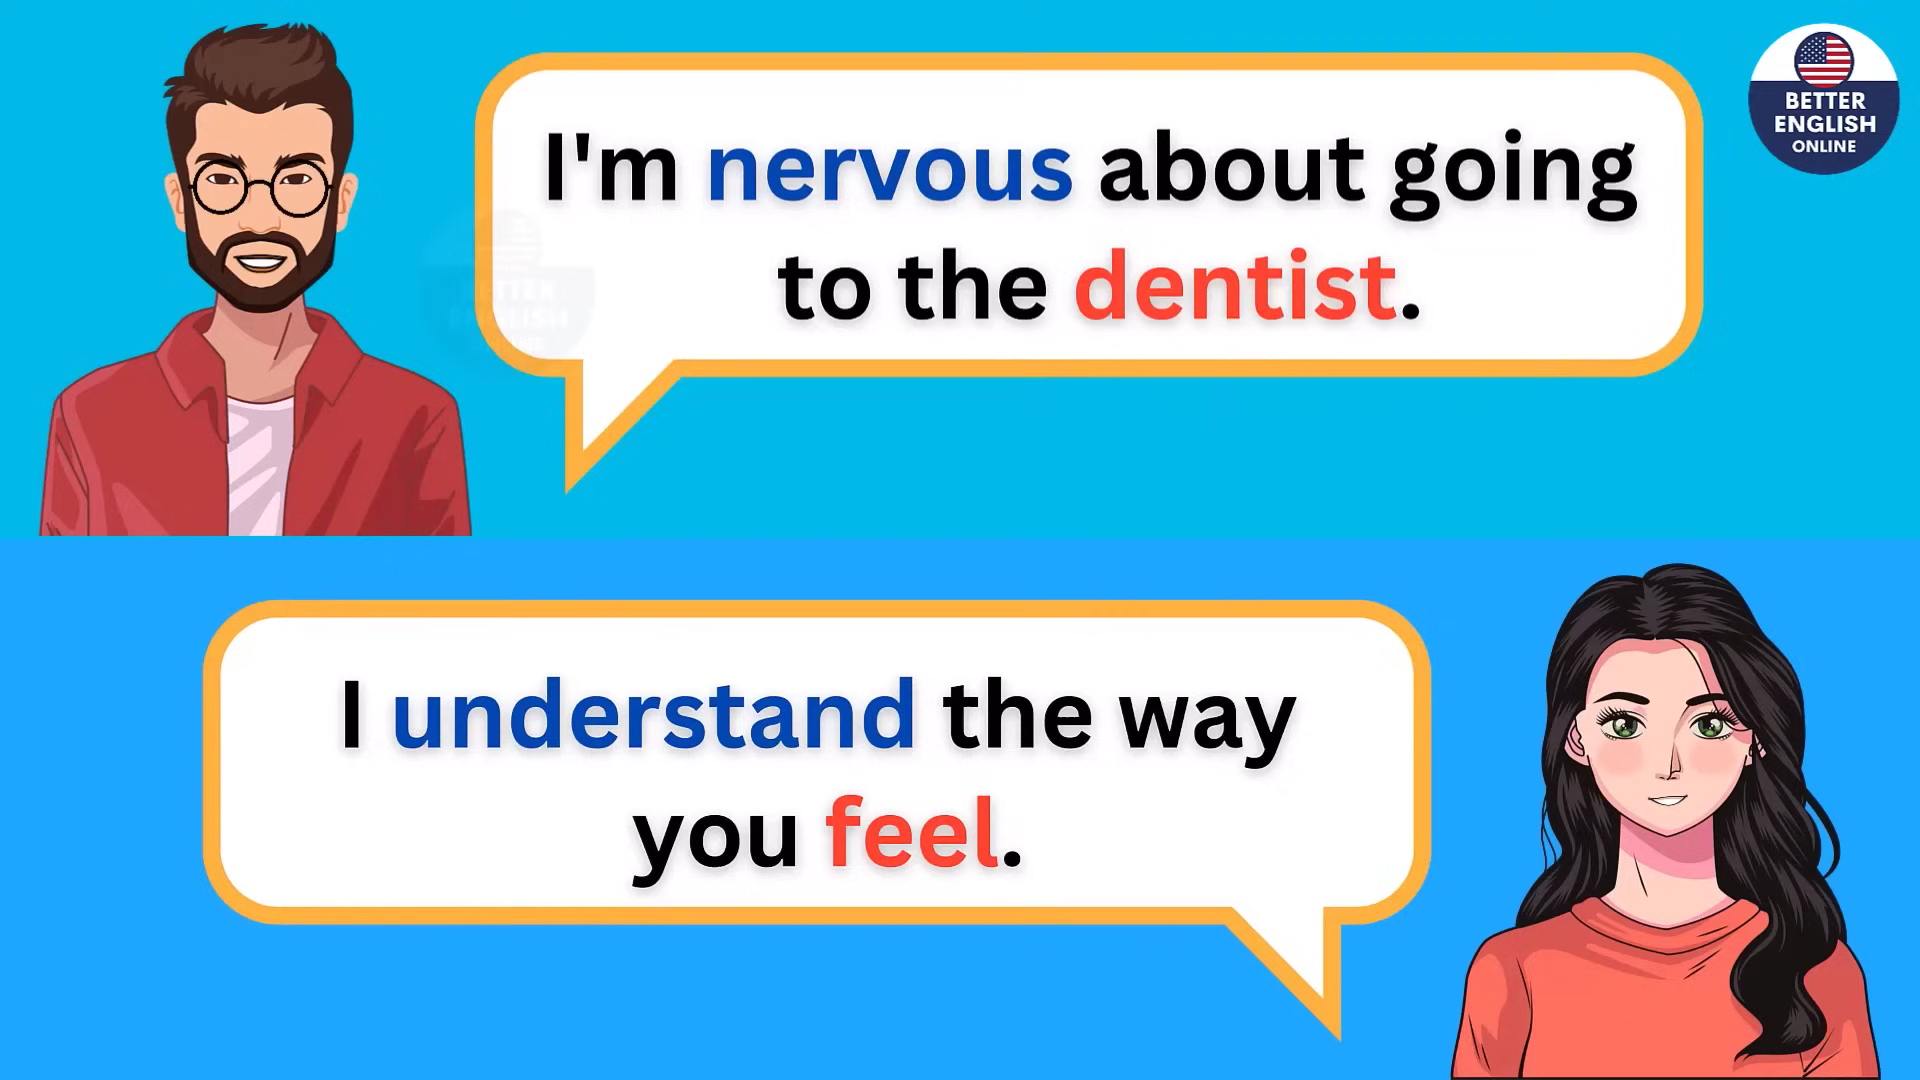 I'm nervous about going
to the dentist.
BETTER
ENGLISH
ONLINE
I understand the way
you feel.